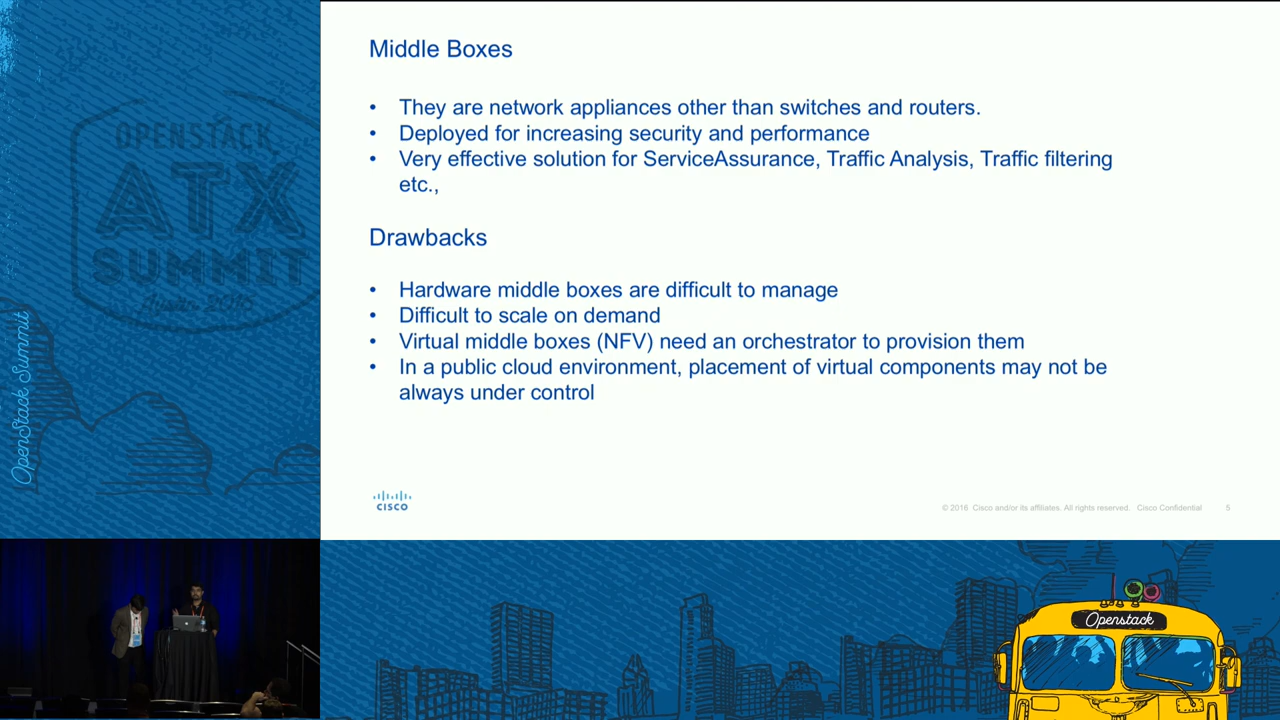 OPENSTACK
ATX
SUMMIT
Austin 2016
OpenStack Summit
Middle Boxes
• They are network appliances other than switches and routers.
• Deployed for increasing security and performance
• Very effective solution for ServiceAssurance, Traffic Analysis, Traffic filtering
etc.,
Drawbacks
• Hardware middle boxes are difficult to manage
• Difficult to scale on demand
• Virtual middle boxes (NFV) need an orchestrator to provision them
• In a public cloud environment, placement of virtual components may not be
always under control
CISCO
© 2016 Cisco and/or its affiliates. All rights reserved. Cisco Confidential 5
Openstack